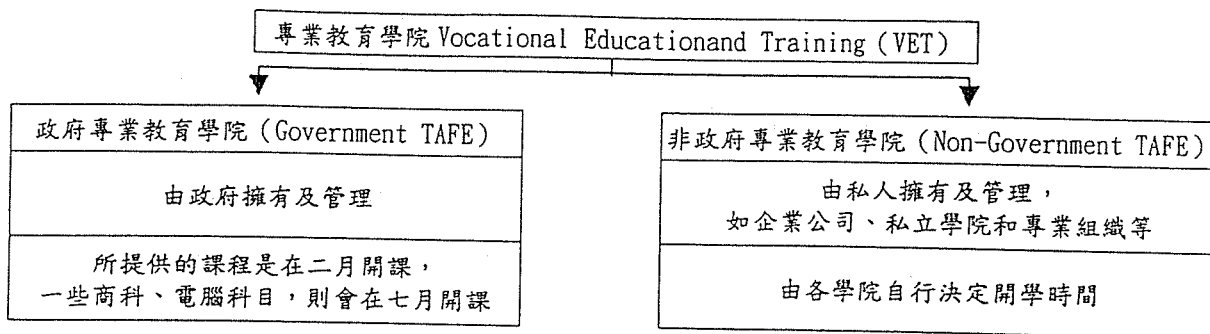 專業教育學院 Vocational Educationand Training (VET)
政府專業教育學院 (Government TAFE)
由政府擁有及管理
所提供的課程是在二月開課，
一些商科、電腦科目，則會在七月開課
非政府專業教育學院 (Non-Government TAFE)
由私人擁有及管理，
如企業公司、私立學院和專業組織等
由各學院自行決定開學時間